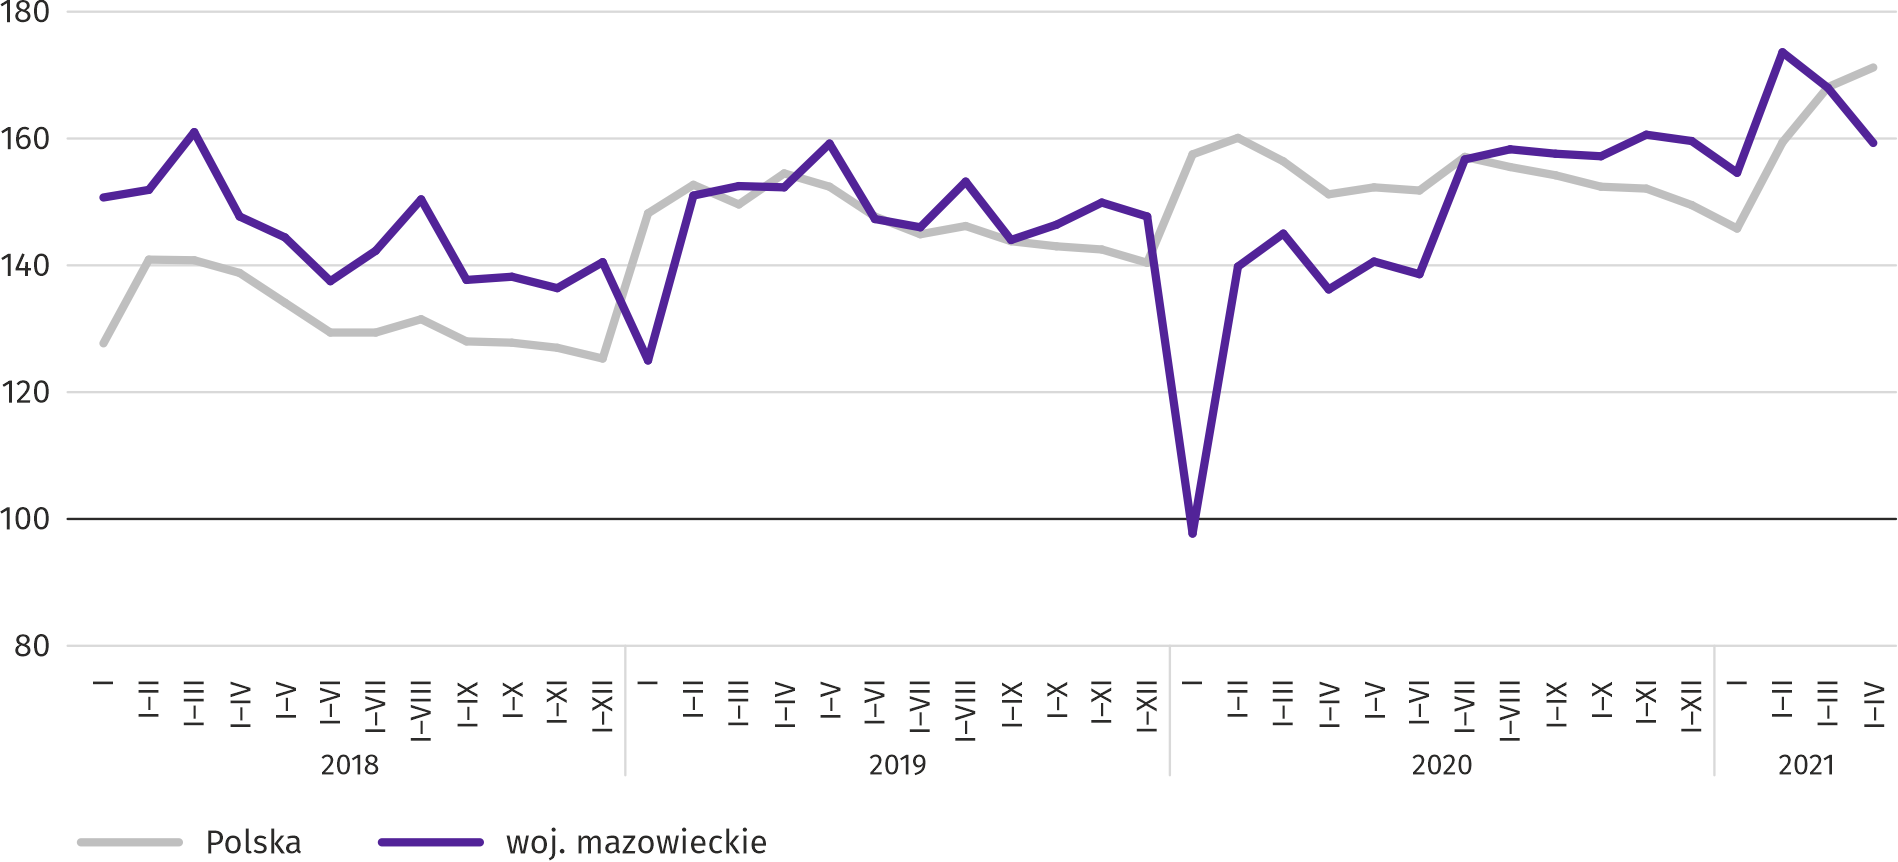 180
160
140
120
100
80
I I–II I–III I–IV I–V I–VI I–VII I–VIII I–IX I–X I–XI I–XII I I–II I–III I–IV I–V I–VI I–VII I–VIII I–IX I–X I–XI I–XII I I–II I–III I–IV I–V I–VI I–VII I–VIII I–IX I–X I–XI I–XII I I–II I–III I–IV
2018 2019 2020 2021
Polska woj. mazowieckie